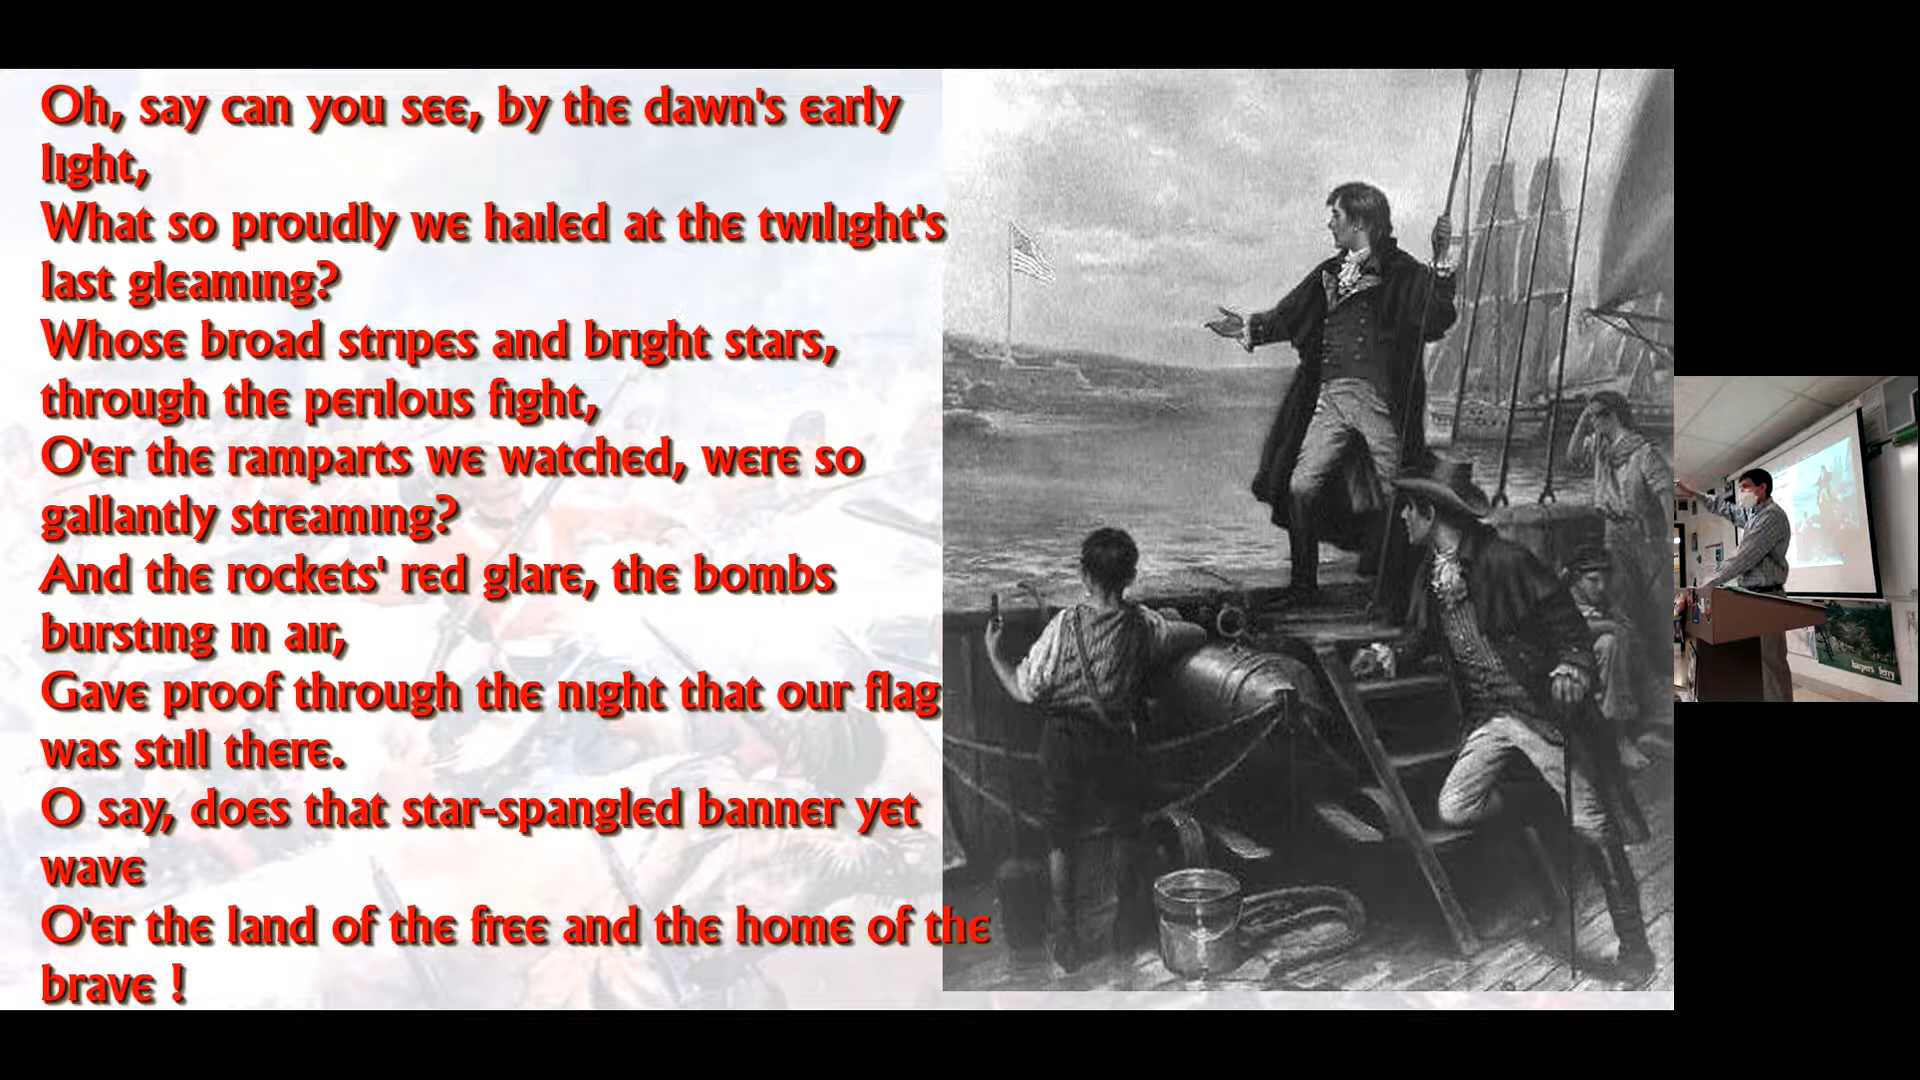 Oh, say can you see, by the dawn's early
light,
What so proudly we hailed at the twilight's
last gleaming?
Whose broad stripes and bright stars,
through the perilous fight,
O'er the ramparts we watched, were so
gallantly streaming?
And the rockets' red glare, the bombs
bursting in air,
Gave proof through the night that our flag
was still there.
O say, does that star-spangled banner yet
wave
O'er the land of the free and the home of the
brave !
harpers ferry